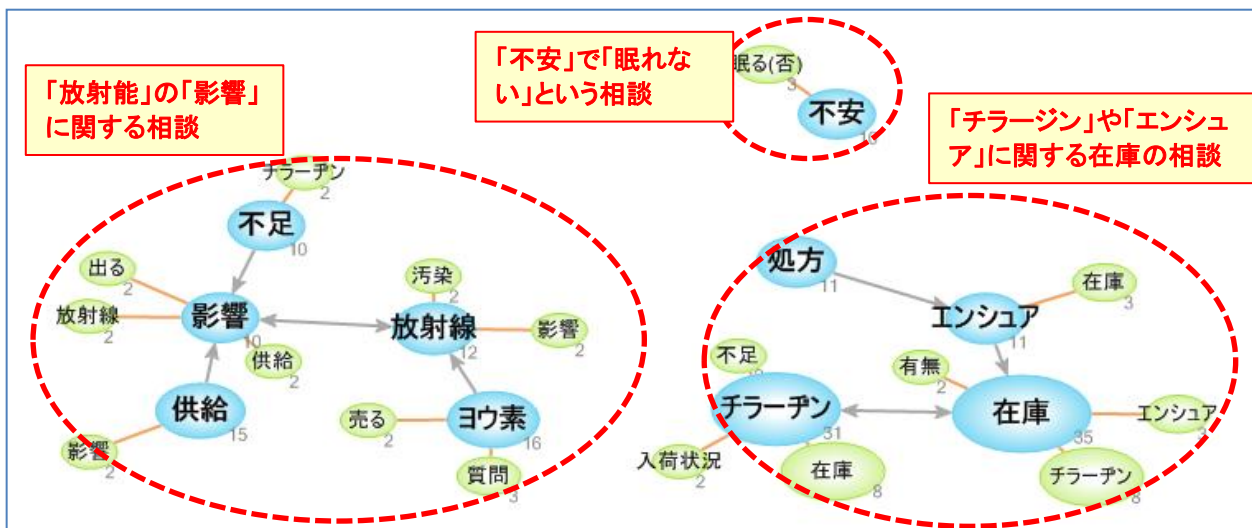 「放射能」の「影響」
に関する相談
「不安」で「眠れな
い」という相談
「チラージン」や「エンシュ
ア」に関する在庫の相談
眠る(否)
3
不安
16
チラーヂン
2
不足
10
出る
2
放射線
2
影響
10
供給
2
供給
15
影響
2
汚染
2
放射線
12
影響
2
売る
2
ヨウ素
16
質問
3
処方
11
エンシュア
11
在庫
3
不足
有無
2
チラーヂン
31
在庫
35
エンシュア
3
入荷状況
2
在庫
8
チラーヂン
8